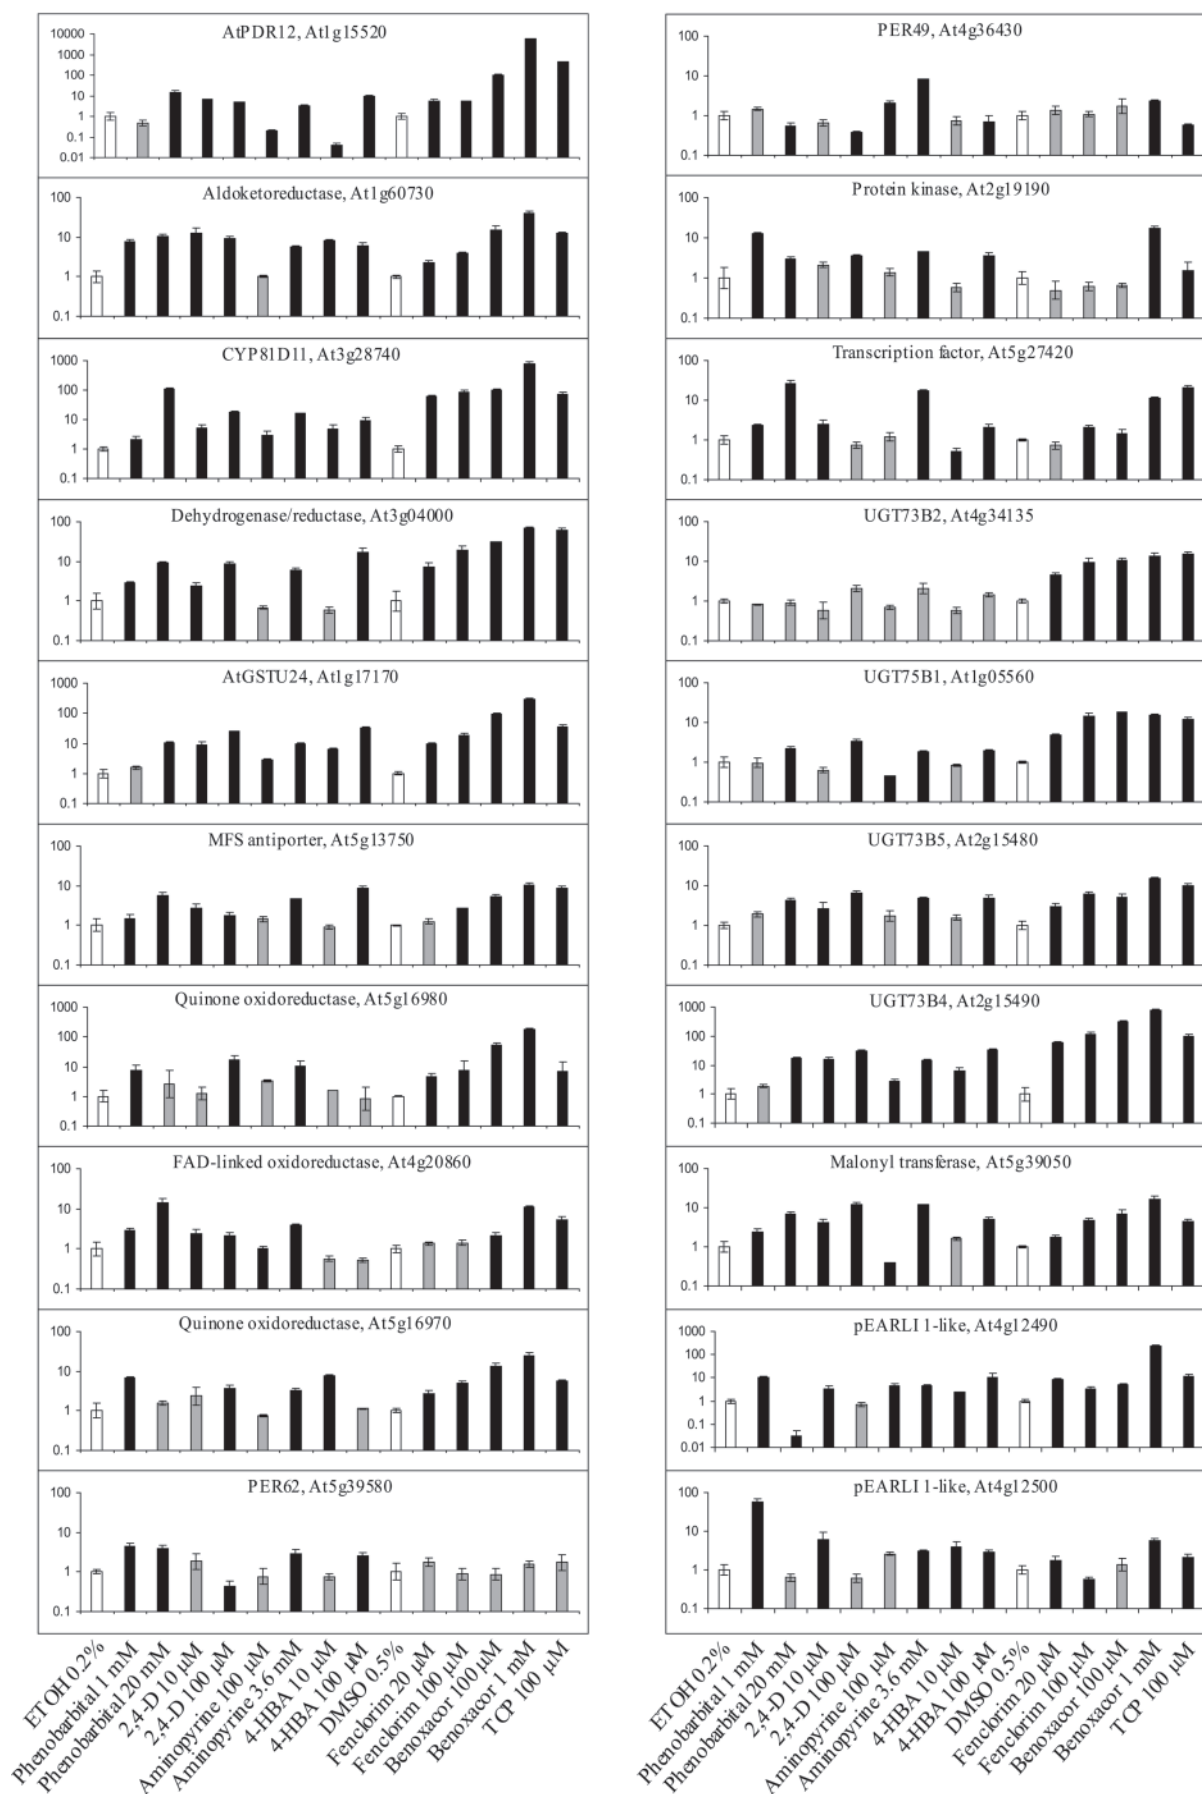 AtPDR12, At1g15520
10000
1000
100
10
1
0.1
0.01
Aldoketoreductase, At1g60730
100
10
1
0.1
CYP81D11, At3g28740
1000
100
10
1
0.1
Dehydrogenase/reductase, At3g04000
100
10
1
0.1
AtGSTU24, At1g17170
1000
100
10
1
0.1
MFS antiporter, At5g13750
100
10
1
0.1
Quinone oxidoreductase, At5g16980
1000
100
10
1
0.1
FAD-linked oxidoreductase, At4g20860
100
10
1
0.1
Quinone oxidoreductase, At5g16970
100
10
1
0.1
PER62, At5g39580
100
10
1
0.1
ETOH 0.2%
Phenobarbital 1 mM
Phenobarbital 20 mM
2,4-D 10 µM
2,4-D 100 µM
Aminopyrine 100 µM
Aminopyrine 3.6 mM
4-HBA 10 µM
4-HBA 100 µM
DMSO 0.5%
Fenclorim 20 µM
Fenclorim 100 µM
Benoxacor 100 µM
Benoxacor 1 mM
TCP 100 µM
PER49, At4g36430
100
10
1
0.1
Protein kinase, At2g19190
100
10
1
0.1
Transcription factor, At5g27420
100
10
1
0.1
UGT73B2, At4g34135
100
10
1
0.1
UGT75B1, At1g05560
100
10
1
0.1
UGT73B5, At2g15480
100
10
1
0.1
UGT73B4, At2g15490
1000
100
10
1
0.1
Malonyl transferase, At5g39050
100
10
1
0.1
pEARLI 1-like, At4g12490
1000
100
10
1
0.1
0.01
pEARLI 1-like, At4g12500
100
10
1
0.1
ETOH 0.2%
Phenobarbital 1 mM
Phenobarbital 20 mM
2,4-D 10 µM
2,4-D 100 µM
Aminopyrine 100 µM
Aminopyrine 3.6 mM
4-HBA 10 µM
4-HBA 100 µM
DMSO 0.5%
Fenclorim 20 µM
Fenclorim 100 µM
Benoxacor 100 µM
Benoxacor 1 mM
TCP 100 µM